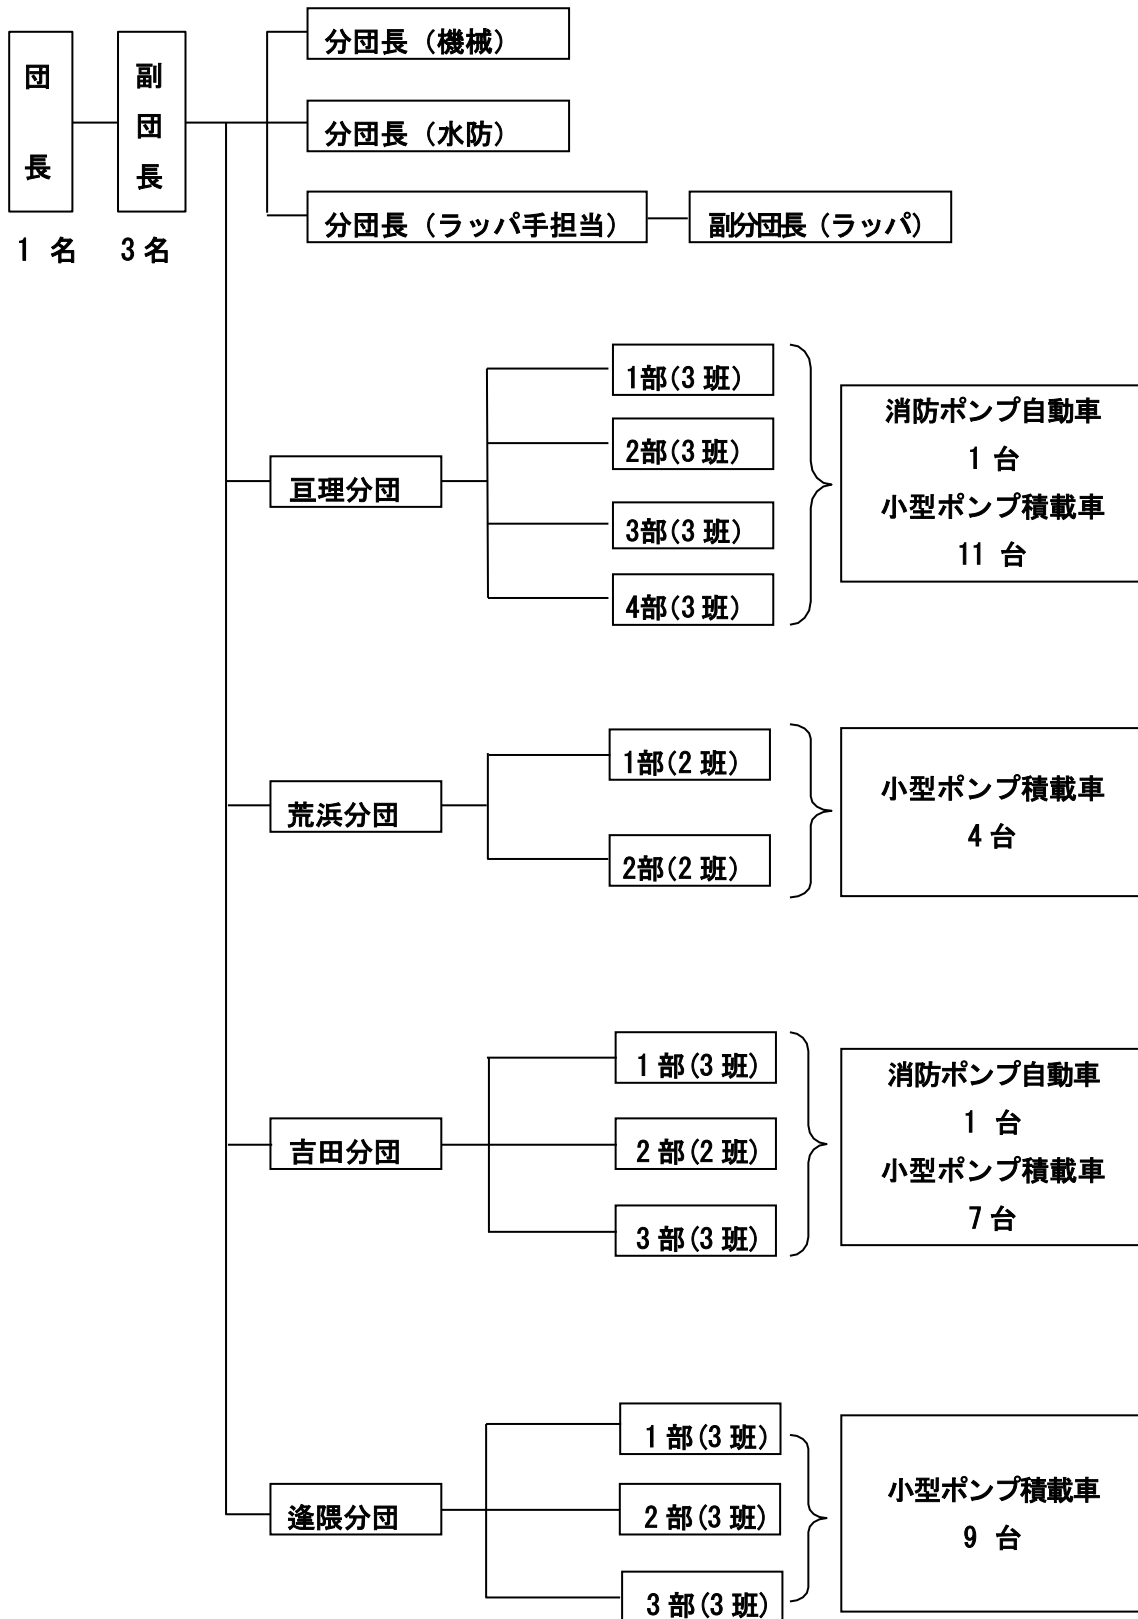 団長
1 名
副団長
3 名
分団長（機械）
分団長（水防）
分団長（ラッパ手担当）
副分団長（ラッパ）
亘理分団
1部(3 班)
2部(3 班)
3部(3 班)
4部(3 班)
消防ポンプ自動車
1 台
小型ポンプ積載車
11 台
荒浜分団
1部(2 班)
2部(2 班)
小型ポンプ積載車
4 台
吉田分団
1 部(3 班)
2 部(2 班)
3 部(3 班)
消防ポンプ自動車
1 台
小型ポンプ積載車
7 台
逢隈分団
1 部(3 班)
2 部(3 班)
3 部(3 班)
小型ポンプ積載車
9 台